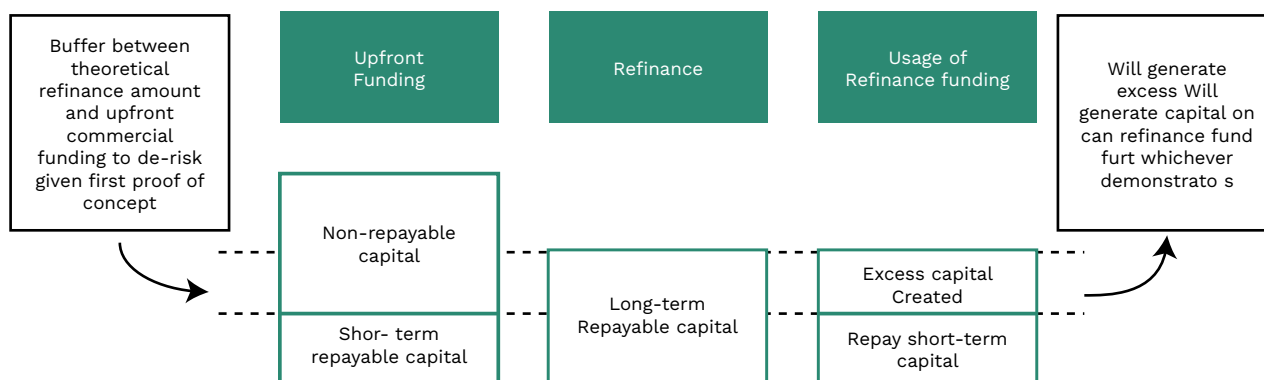 Buffer between
theoretical
refinance amount
and upfront
commercial
funding to de-risk
given first proof of
concept
Upfront
Funding
Refinance
Usage of
Refinance funding
Will generate
excess Will
generate capital on
can refinance fund
furt whichever
demonstrato s
Non-repayable
capital
Shor- term
repayable capital
Long-term
Repayable capital
Excess capital
Created
Repay short-term
capital